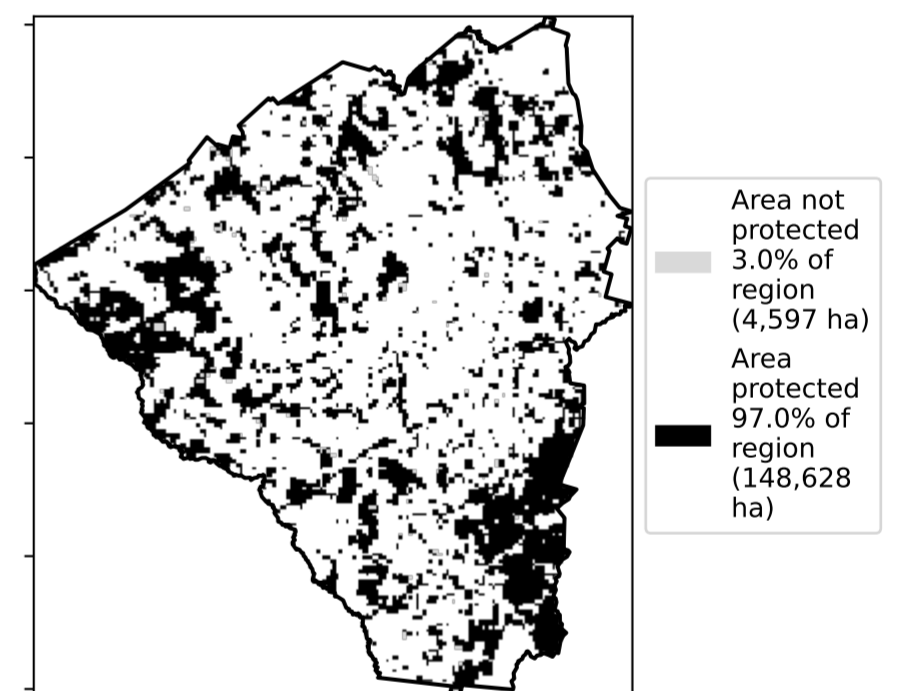 Area not
protected
3.0% of
region
(4,597 ha)
Area
protected
97.0% of
region
(148,628
ha)